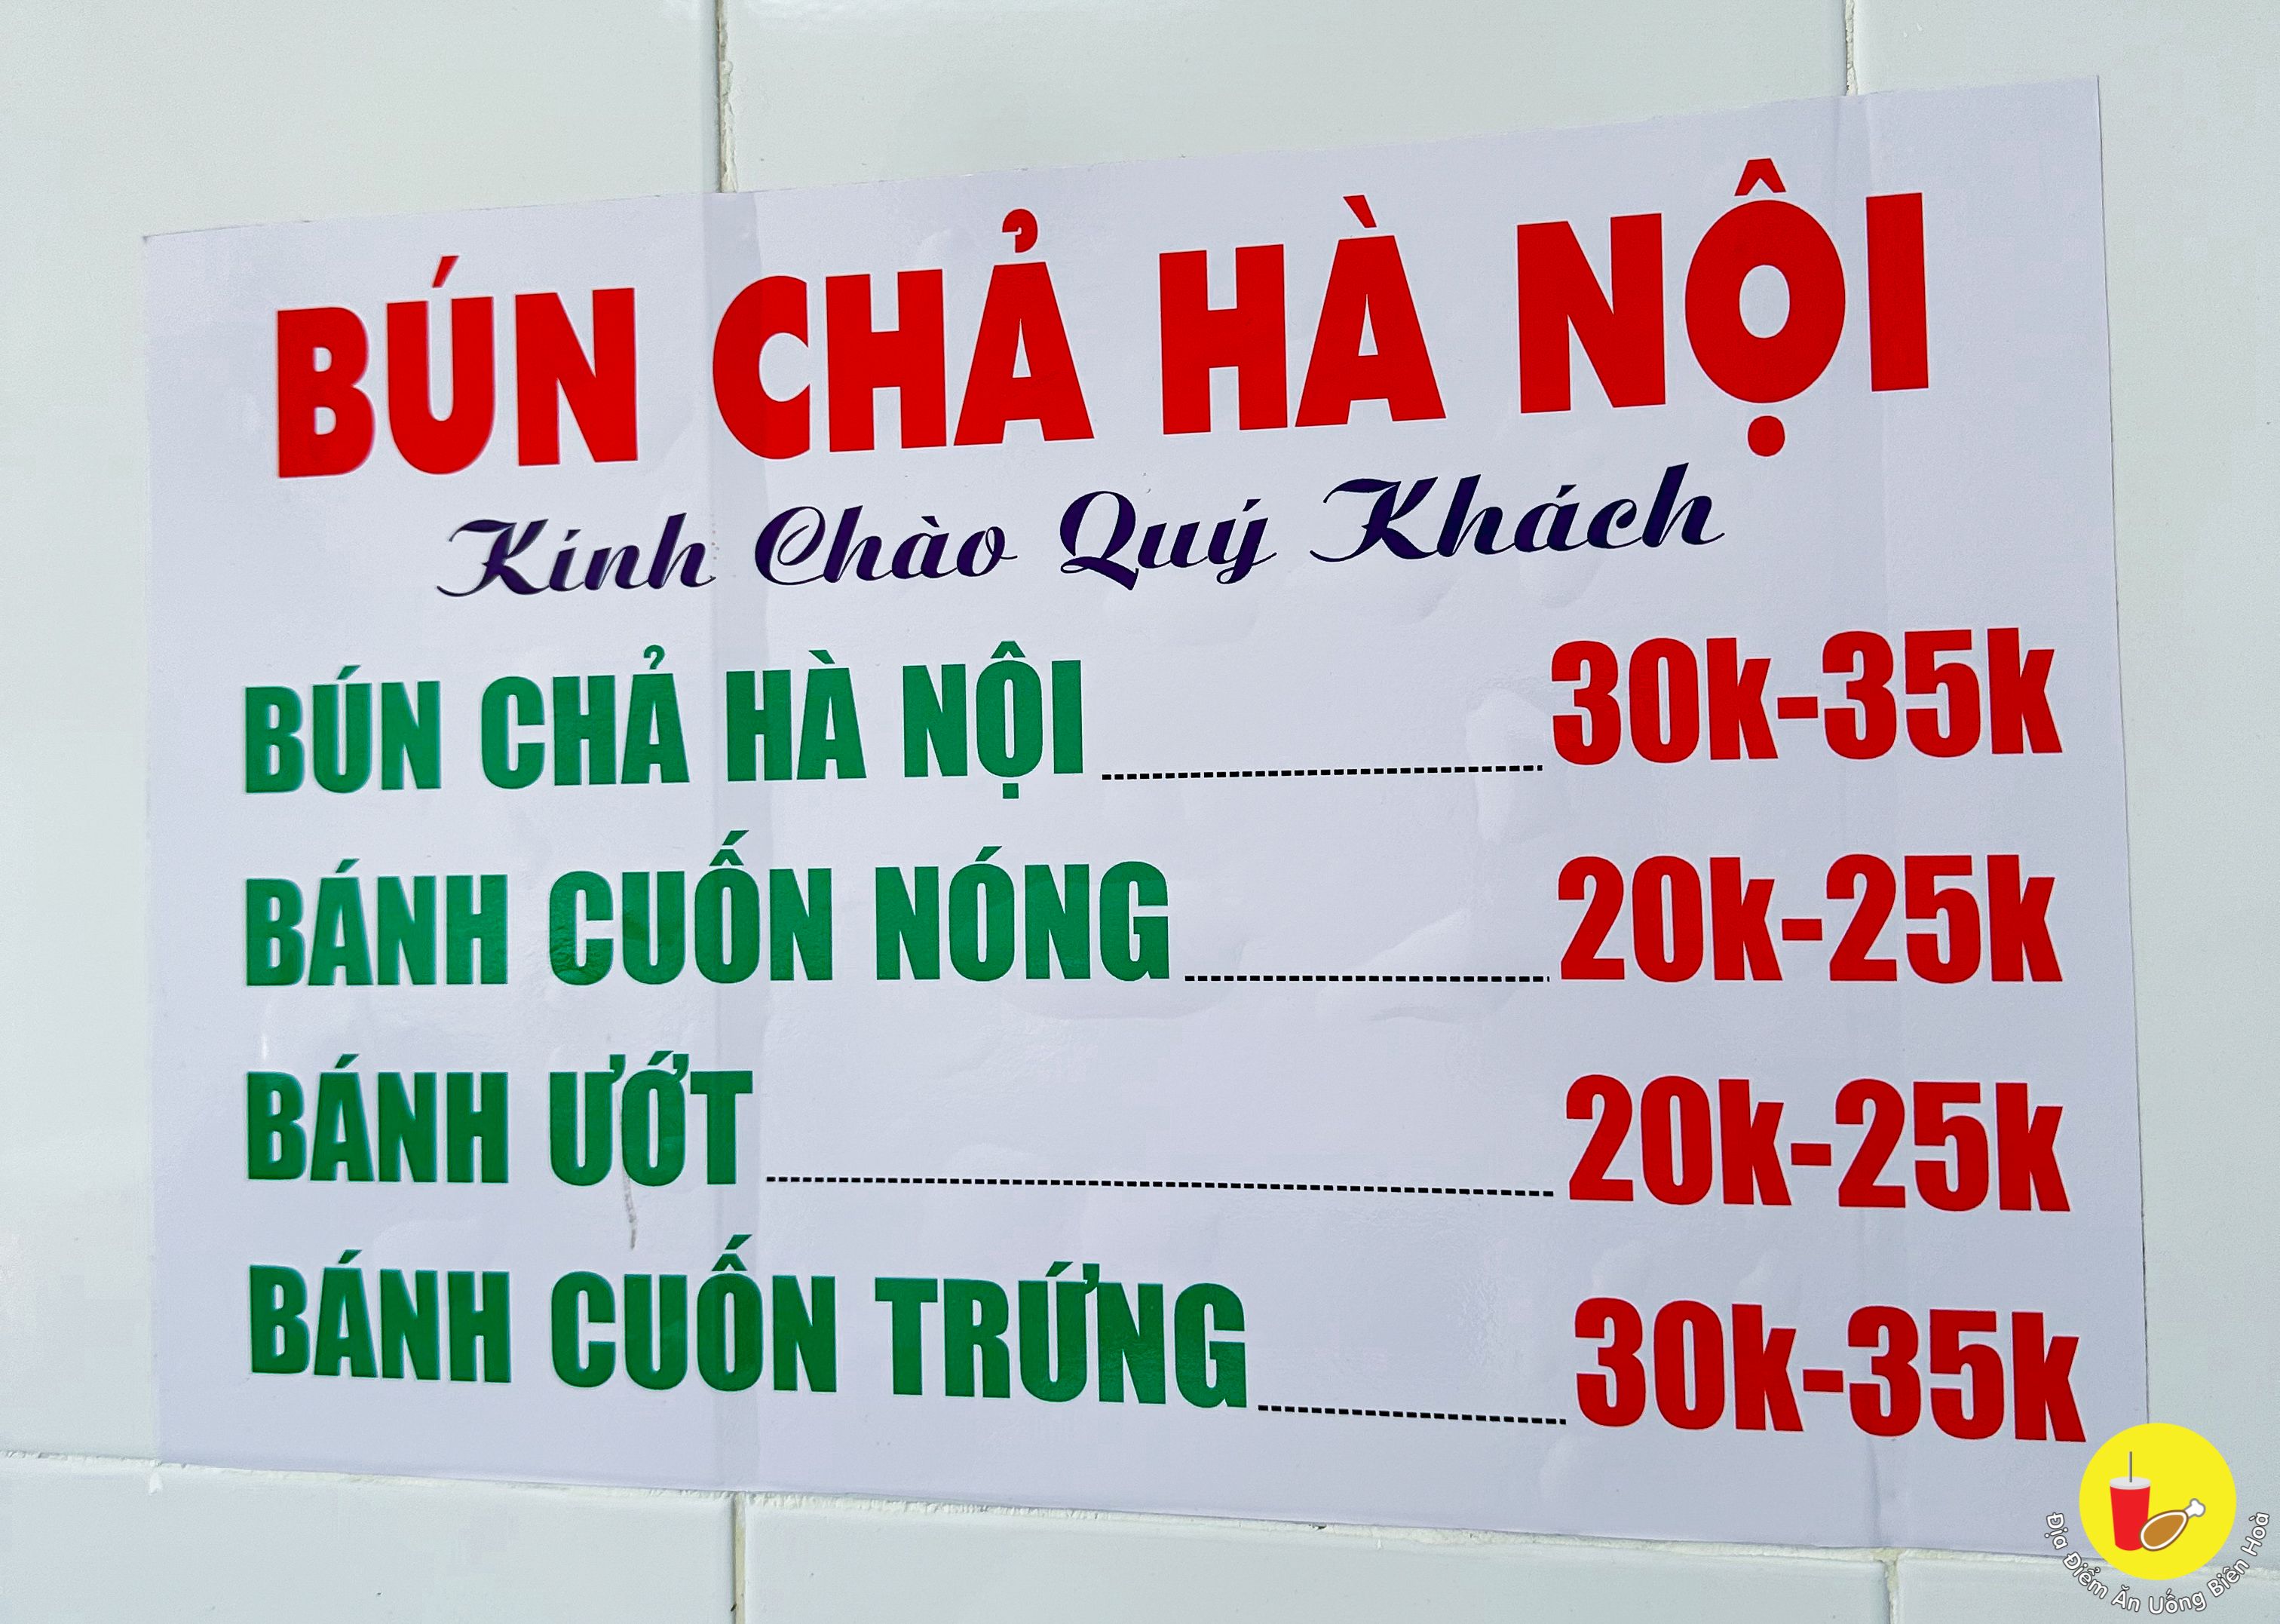 BÚN CHẢ HÀ NỘI
Kính Chào Quý Khách
BÚN CHẢ HÀ NỘI 30k-35k
BÁNH CUỐN NÓNG 20k-25k
BÁNH ƯỚT 20k-25k
BÁNH CUỐN TRỨNG 30k-35k
Địa Điểm Ăn Uống Biên Hoà